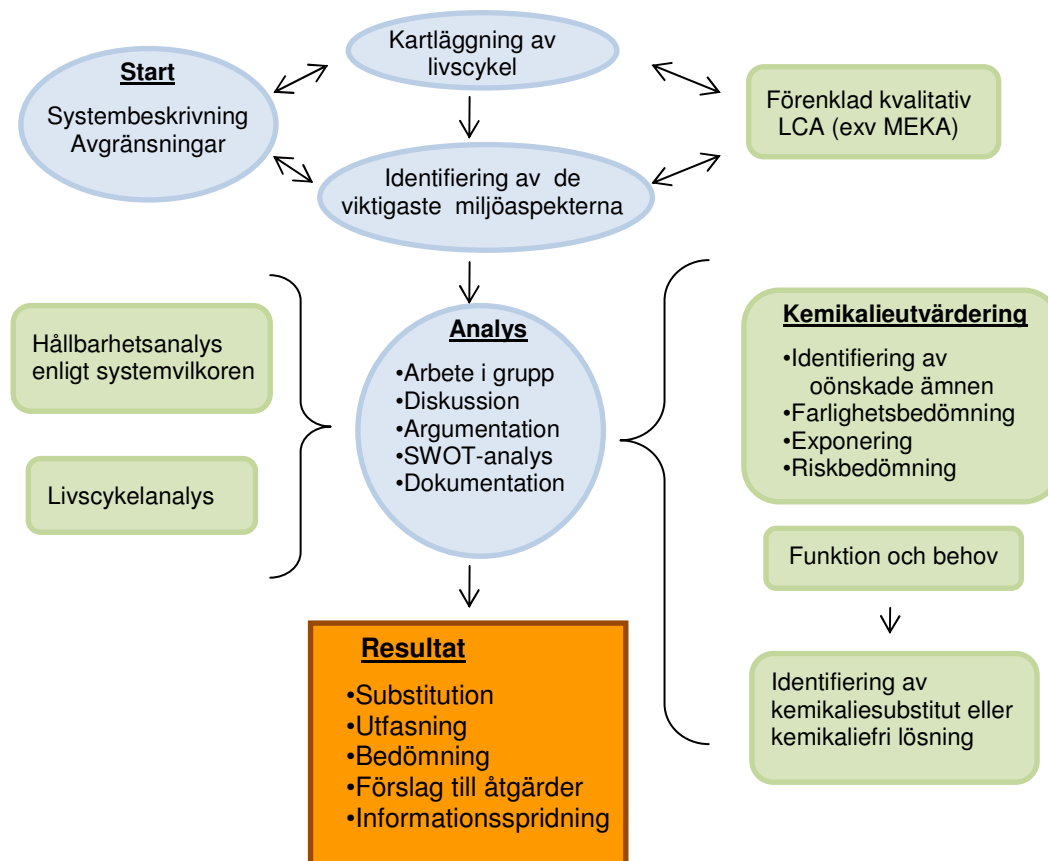 Start
Systembeskrivning
Avgränsningar
Kartläggning av
livscykel
Förenklad kvalitativ
LCA (exv MEKA)
Identifiering av de
viktigaste miljöaspekterna
Hållbarhetsanalys
enligt systemvilkoren
Livscykelanalys
Analys
•Arbete i grupp
•Diskussion
•Argumentation
•SWOT-analys
•Dokumentation
Kemikalieutvärdering
•Identifiering av
oönskade ämnen
•Farlighetsbedömning
•Exponering
•Riskbedömning
Funktion och behov
Identifiering av
kemikaliesubstitut eller
kemikaliefri lösning
Resultat
•Substitution
•Utfasning
•Bedömning
•Förslag till åtgärder
•Informationsspridning